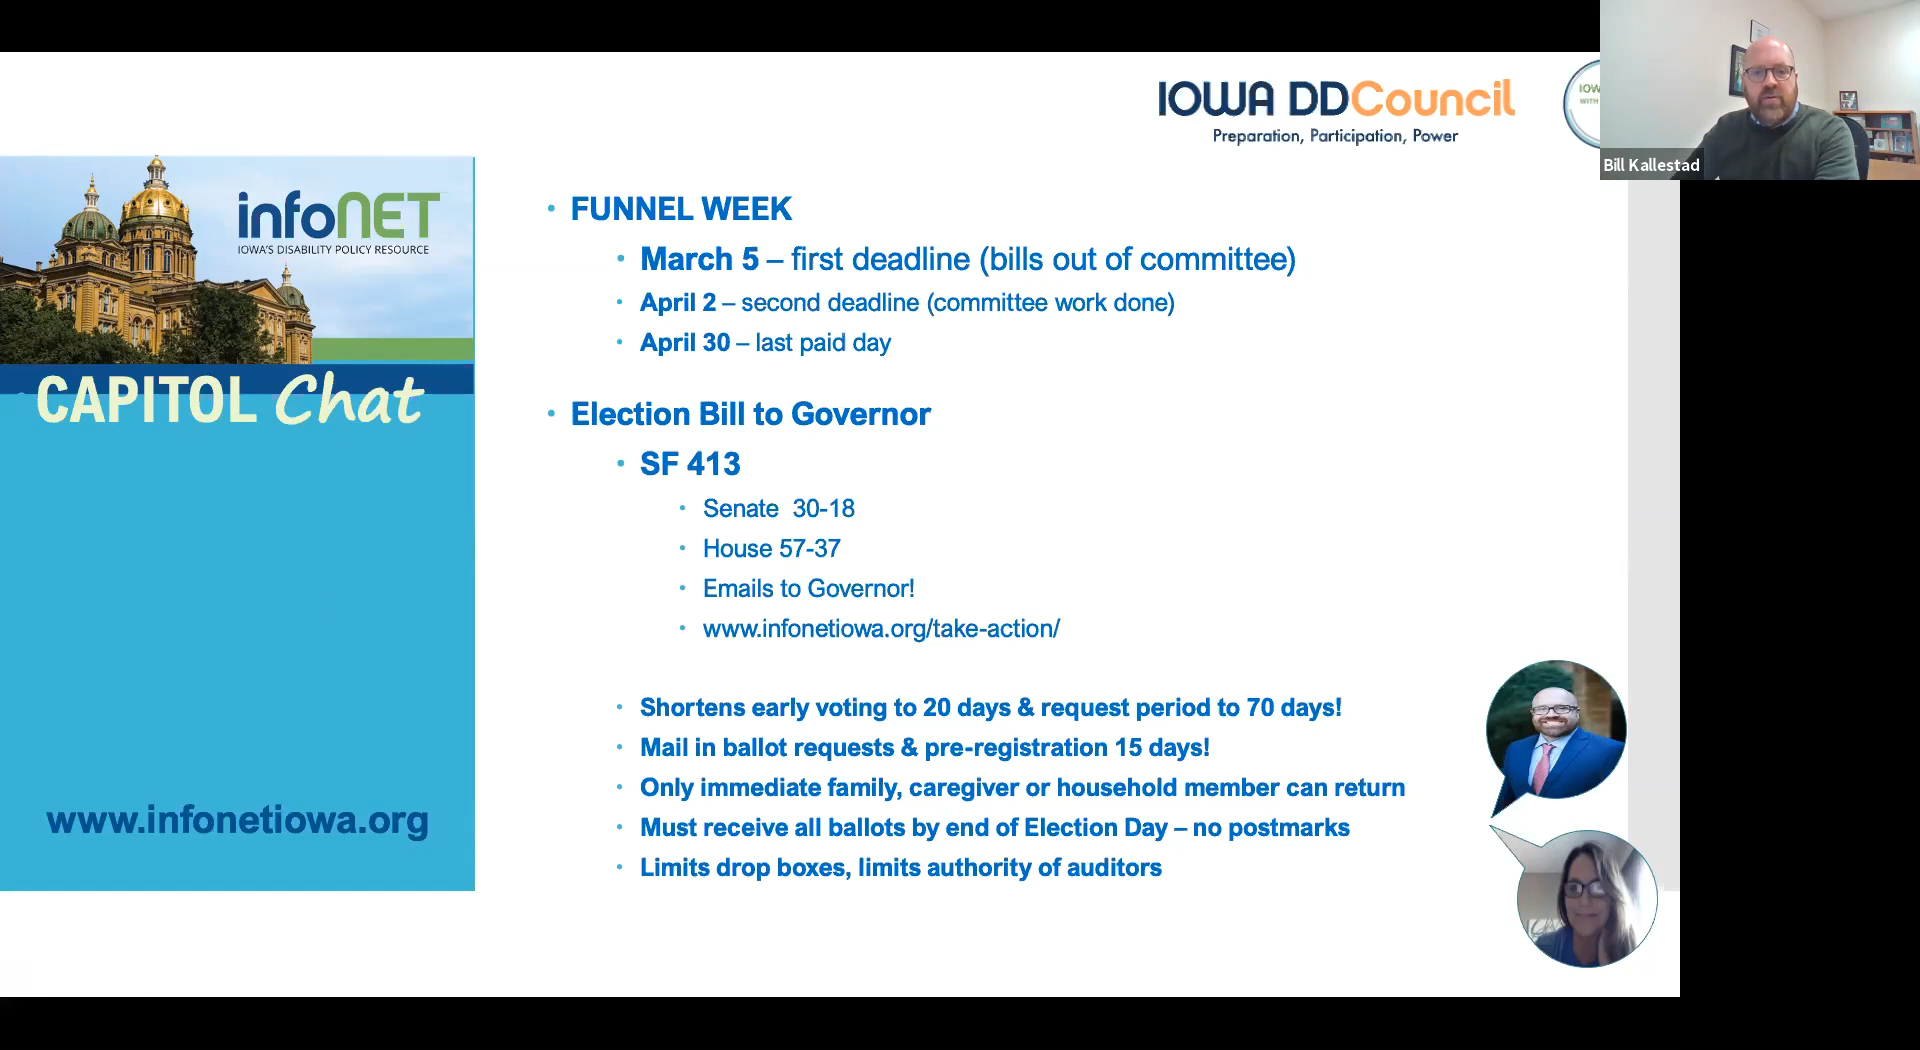 IOWA DDCouncil
Preparation, Participation, Power
IOW
WITH
Bill Kallestad
infoNET
IOWA'S DISABILITY POLICY RESOURCE
CAPITOL Chat
www.infonetiowa.org
• FUNNEL WEEK
• March 5 – first deadline (bills out of committee)
• April 2 – second deadline (committee work done)
• April 30 – last paid day
• Election Bill to Governor
• SF 413
• Senate 30-18
• House 57-37
• Emails to Governor!
• www.infonetiowa.org/take-action/
• Shortens early voting to 20 days & request period to 70 days!
• Mail in ballot requests & pre-registration 15 days!
• Only immediate family, caregiver or household member can return
• Must receive all ballots by end of Election Day – no postmarks
• Limits drop boxes, limits authority of auditors